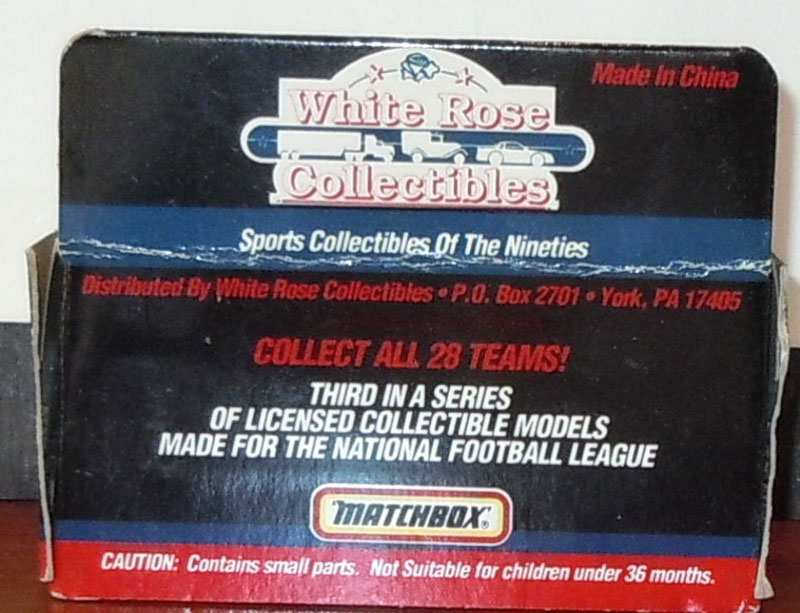 Made In China
White Rose
Collectibles
Sports Collectibles Of The Nineties
Distributed By White Rose Collectibles • P.O. Box 2701 • York, PA 17405
COLLECT ALL 28 TEAMS!
THIRD IN A SERIES
OF LICENSED COLLECTIBLE MODELS
MADE FOR THE NATIONAL FOOTBALL LEAGUE
MATCHBOX®
CAUTION: Contains small parts. Not Suitable for children under 36 months.